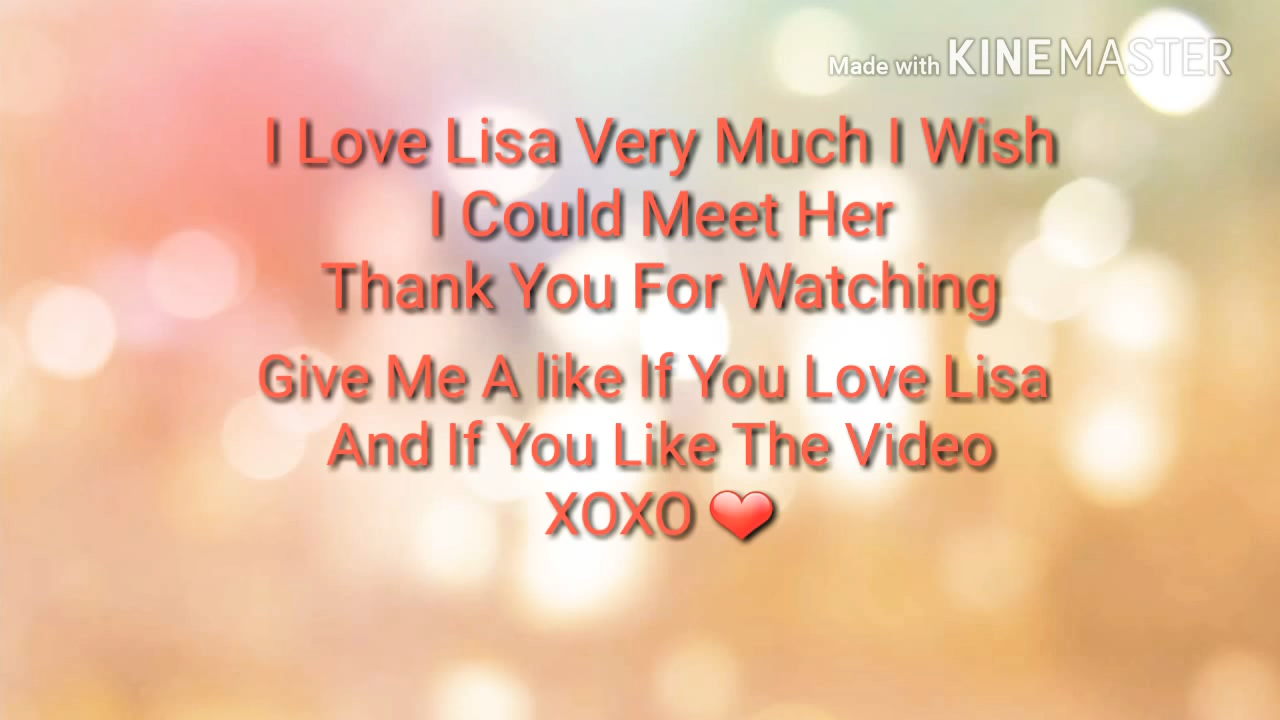 Made with KINEMASTER
I Love Lisa Very Much I Wish
I Could Meet Her
Thank You For Watching
Give Me A like If You Love Lisa
And If You Like The Video
XOXO ❤